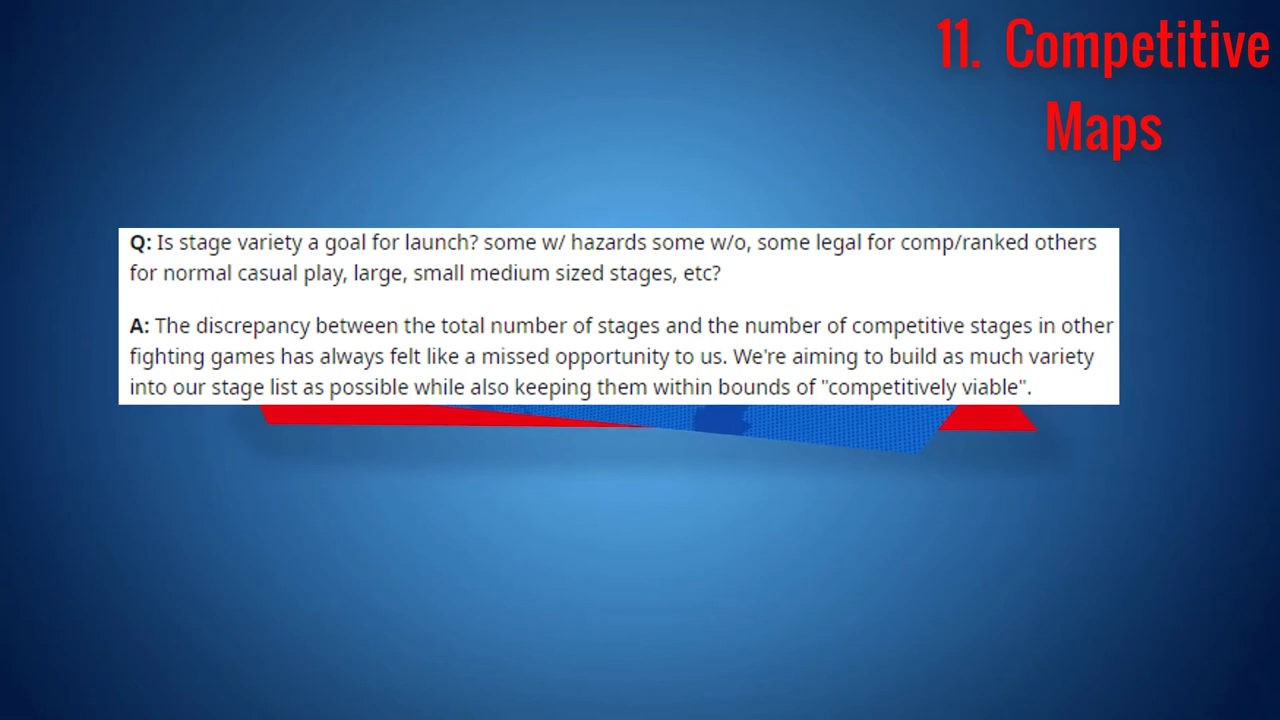 11. Competitive
Maps
Q: Is stage variety a goal for launch? some w/ hazards some w/o, some legal for comp/ranked others
for normal casual play, large, small medium sized stages, etc?
A: The discrepancy between the total number of stages and the number of competitive stages in other
fighting games has always felt like a missed opportunity to us. We're aiming to build as much variety
into our stage list as possible while also keeping them within bounds of "competitively viable".